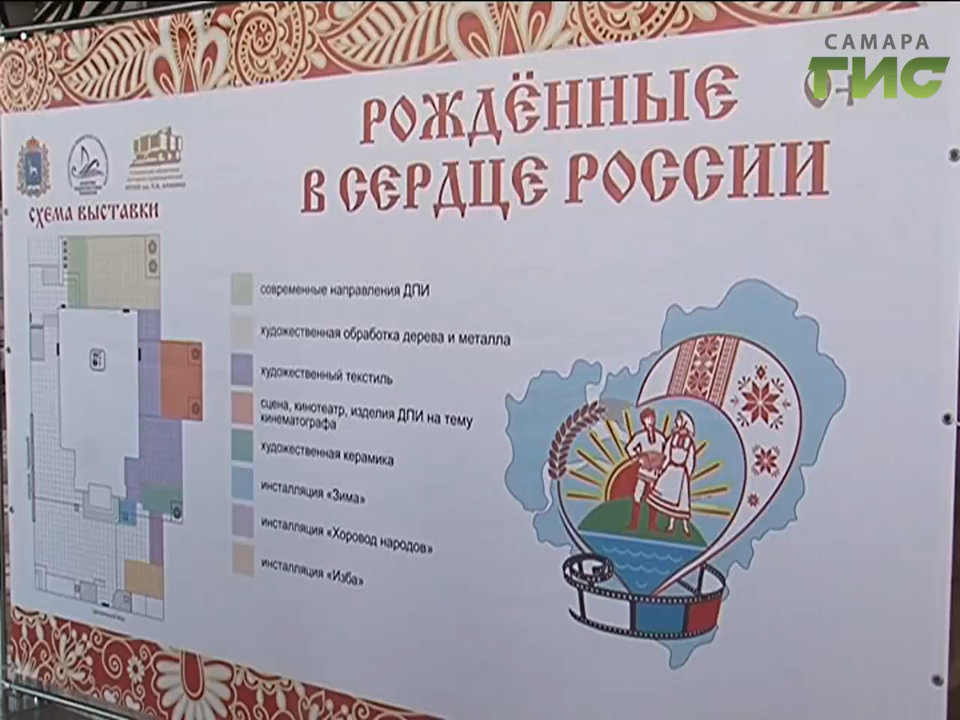 САМАРА
ГИС
РОЖДЁННЫЕ
В СЕРДЦЕ РОССИИ
СХЕМА ВЫСТАВКИ
современные направления ДПИ
художественная обработка дерева и металла
художественный текстиль
сцена, кинотеатр, изделия ДПИ на тему
кинематографа
художественная керамика
инсталляция «Зима»
инсталляция «Хоровод народов»
инсталляция «Изба»